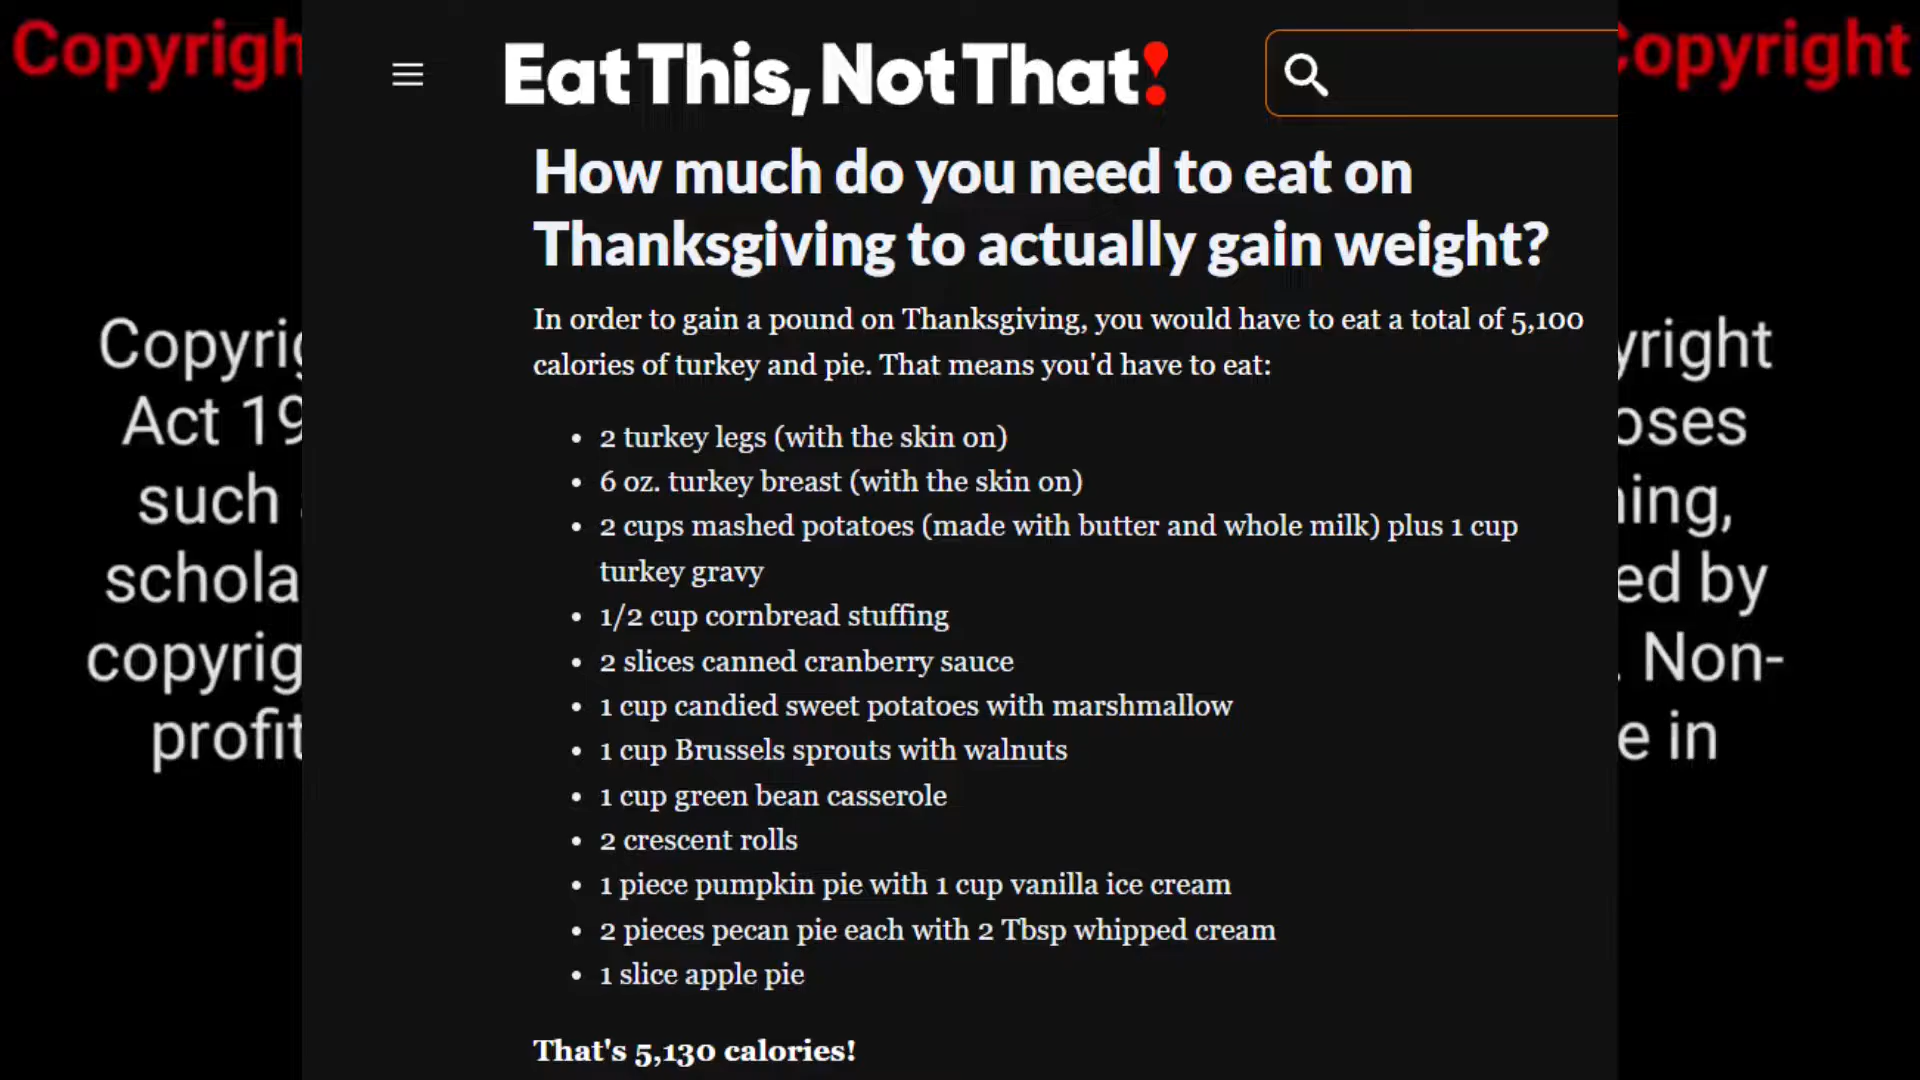 Copyrigh
Copyri
Act 19
such
schola
copyrig
profit
Eat This, Not That!
How much do you need to eat on
Thanksgiving to actually gain weight?
In order to gain a pound on Thanksgiving, you would have to eat a total of 5,100
calories of turkey and pie. That means you'd have to eat:
• 2 turkey legs (with the skin on)
• 6 oz. turkey breast (with the skin on)
• 2 cups mashed potatoes (made with butter and whole milk) plus 1 cup
turkey gravy
• 1/2 cup cornbread stuffing
• 2 slices canned cranberry sauce
• 1 cup candied sweet potatoes with marshmallow
• 1 cup Brussels sprouts with walnuts
• 1 cup green bean casserole
• 2 crescent rolls
• 1 piece pumpkin pie with 1 cup vanilla ice cream
• 2 pieces pecan pie each with 2 Tbsp whipped cream
• 1 slice apple pie
That's 5,130 calories!
Copyright
yright
oses
ing,
ed by
. Non-
e in